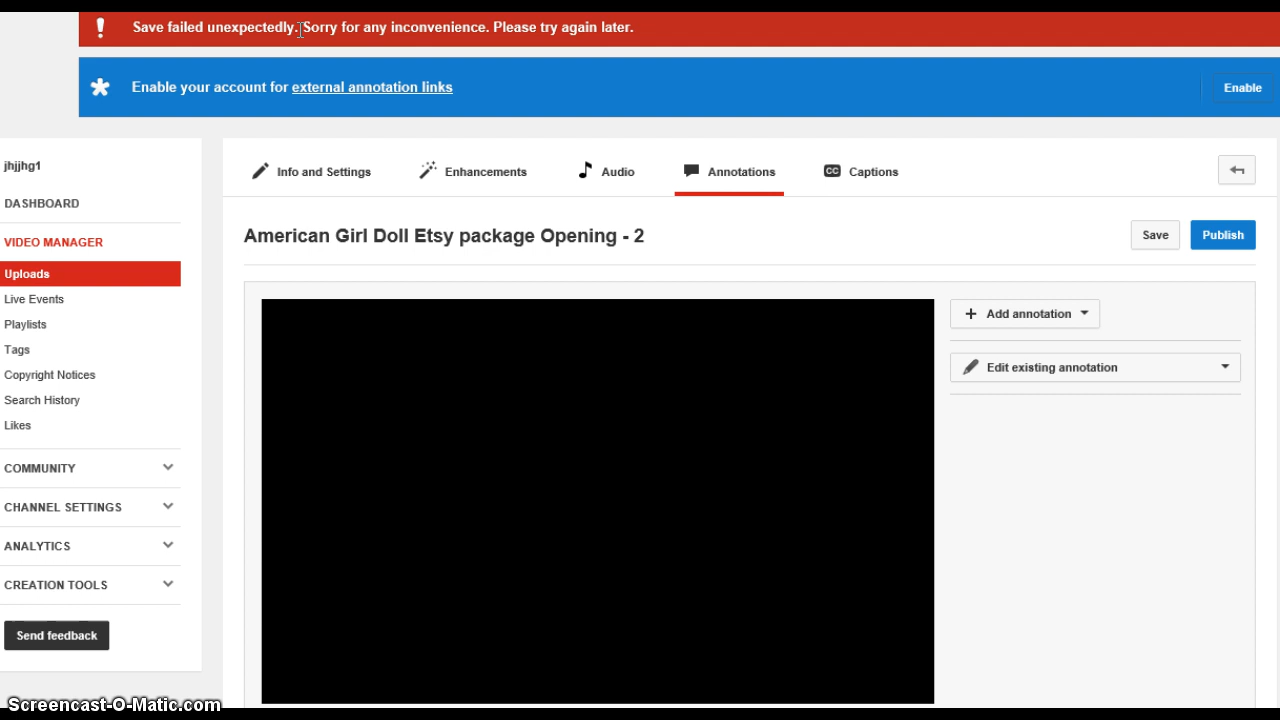 Save failed unexpectedly. Sorry for any inconvenience. Please try again later.
Enable your account for external annotation links
Enable
jhjjhg1
DASHBOARD
VIDEO MANAGER
Uploads
Live Events
Playlists
Tags
Copyright Notices
Search History
Likes
COMMUNITY
CHANNEL SETTINGS
ANALYTICS
CREATION TOOLS
Send feedback
Info and Settings
Enhancements
Audio
Annotations
CC Captions
American Girl Doll Etsy package Opening - 2
Save
Publish
Add annotation
Edit existing annotation
Screencast-O-Matic.com